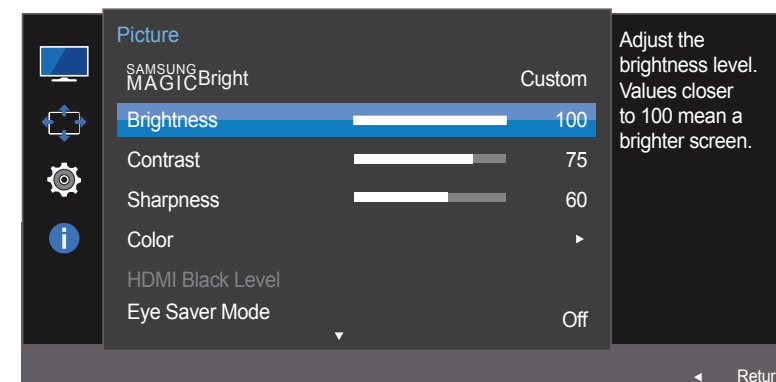 Picture
SAMSUNG
MAGICBright Custom
Brightness 100
Contrast 75
Sharpness 60
Color
HDMI Black Level
Eye Saver Mode Off
Adjust the
brightness level.
Values closer
to 100 mean a
brighter screen.
Retur